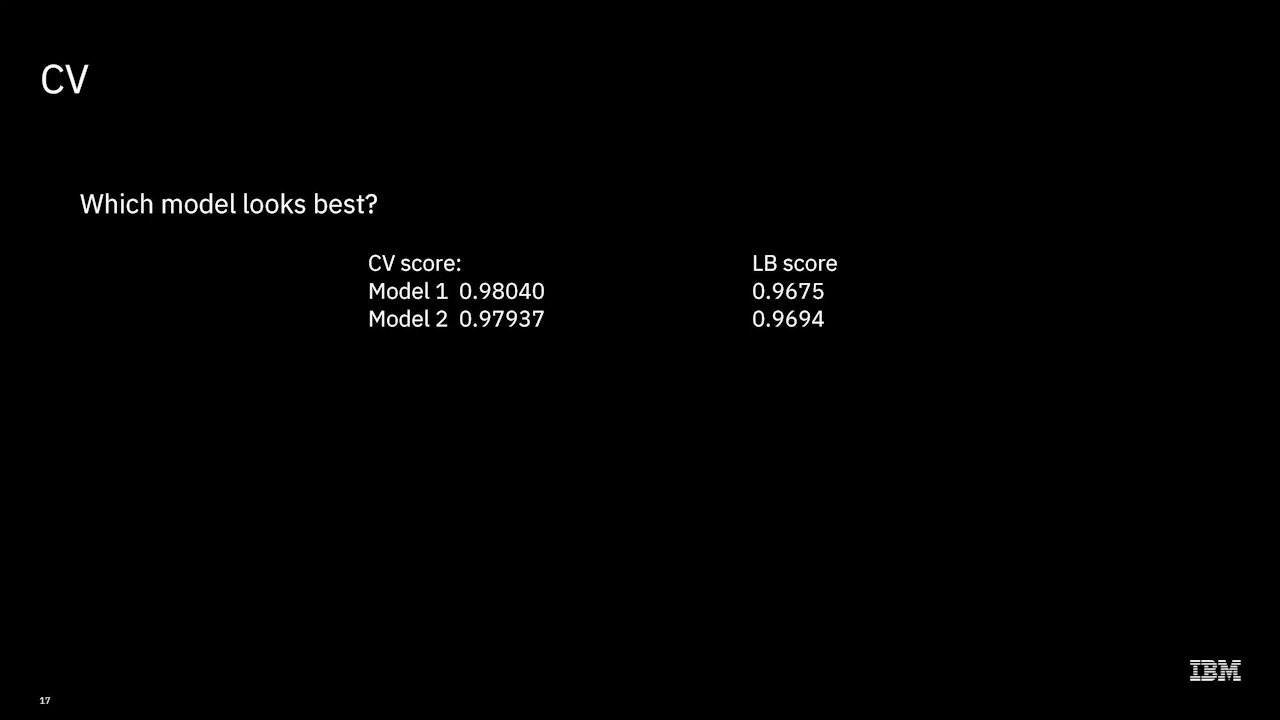 CV
Which model looks best?
CV score:
LB score
Model 1 0.98040
0.9675
Model 2 0.97937
0.9694
IBM
17